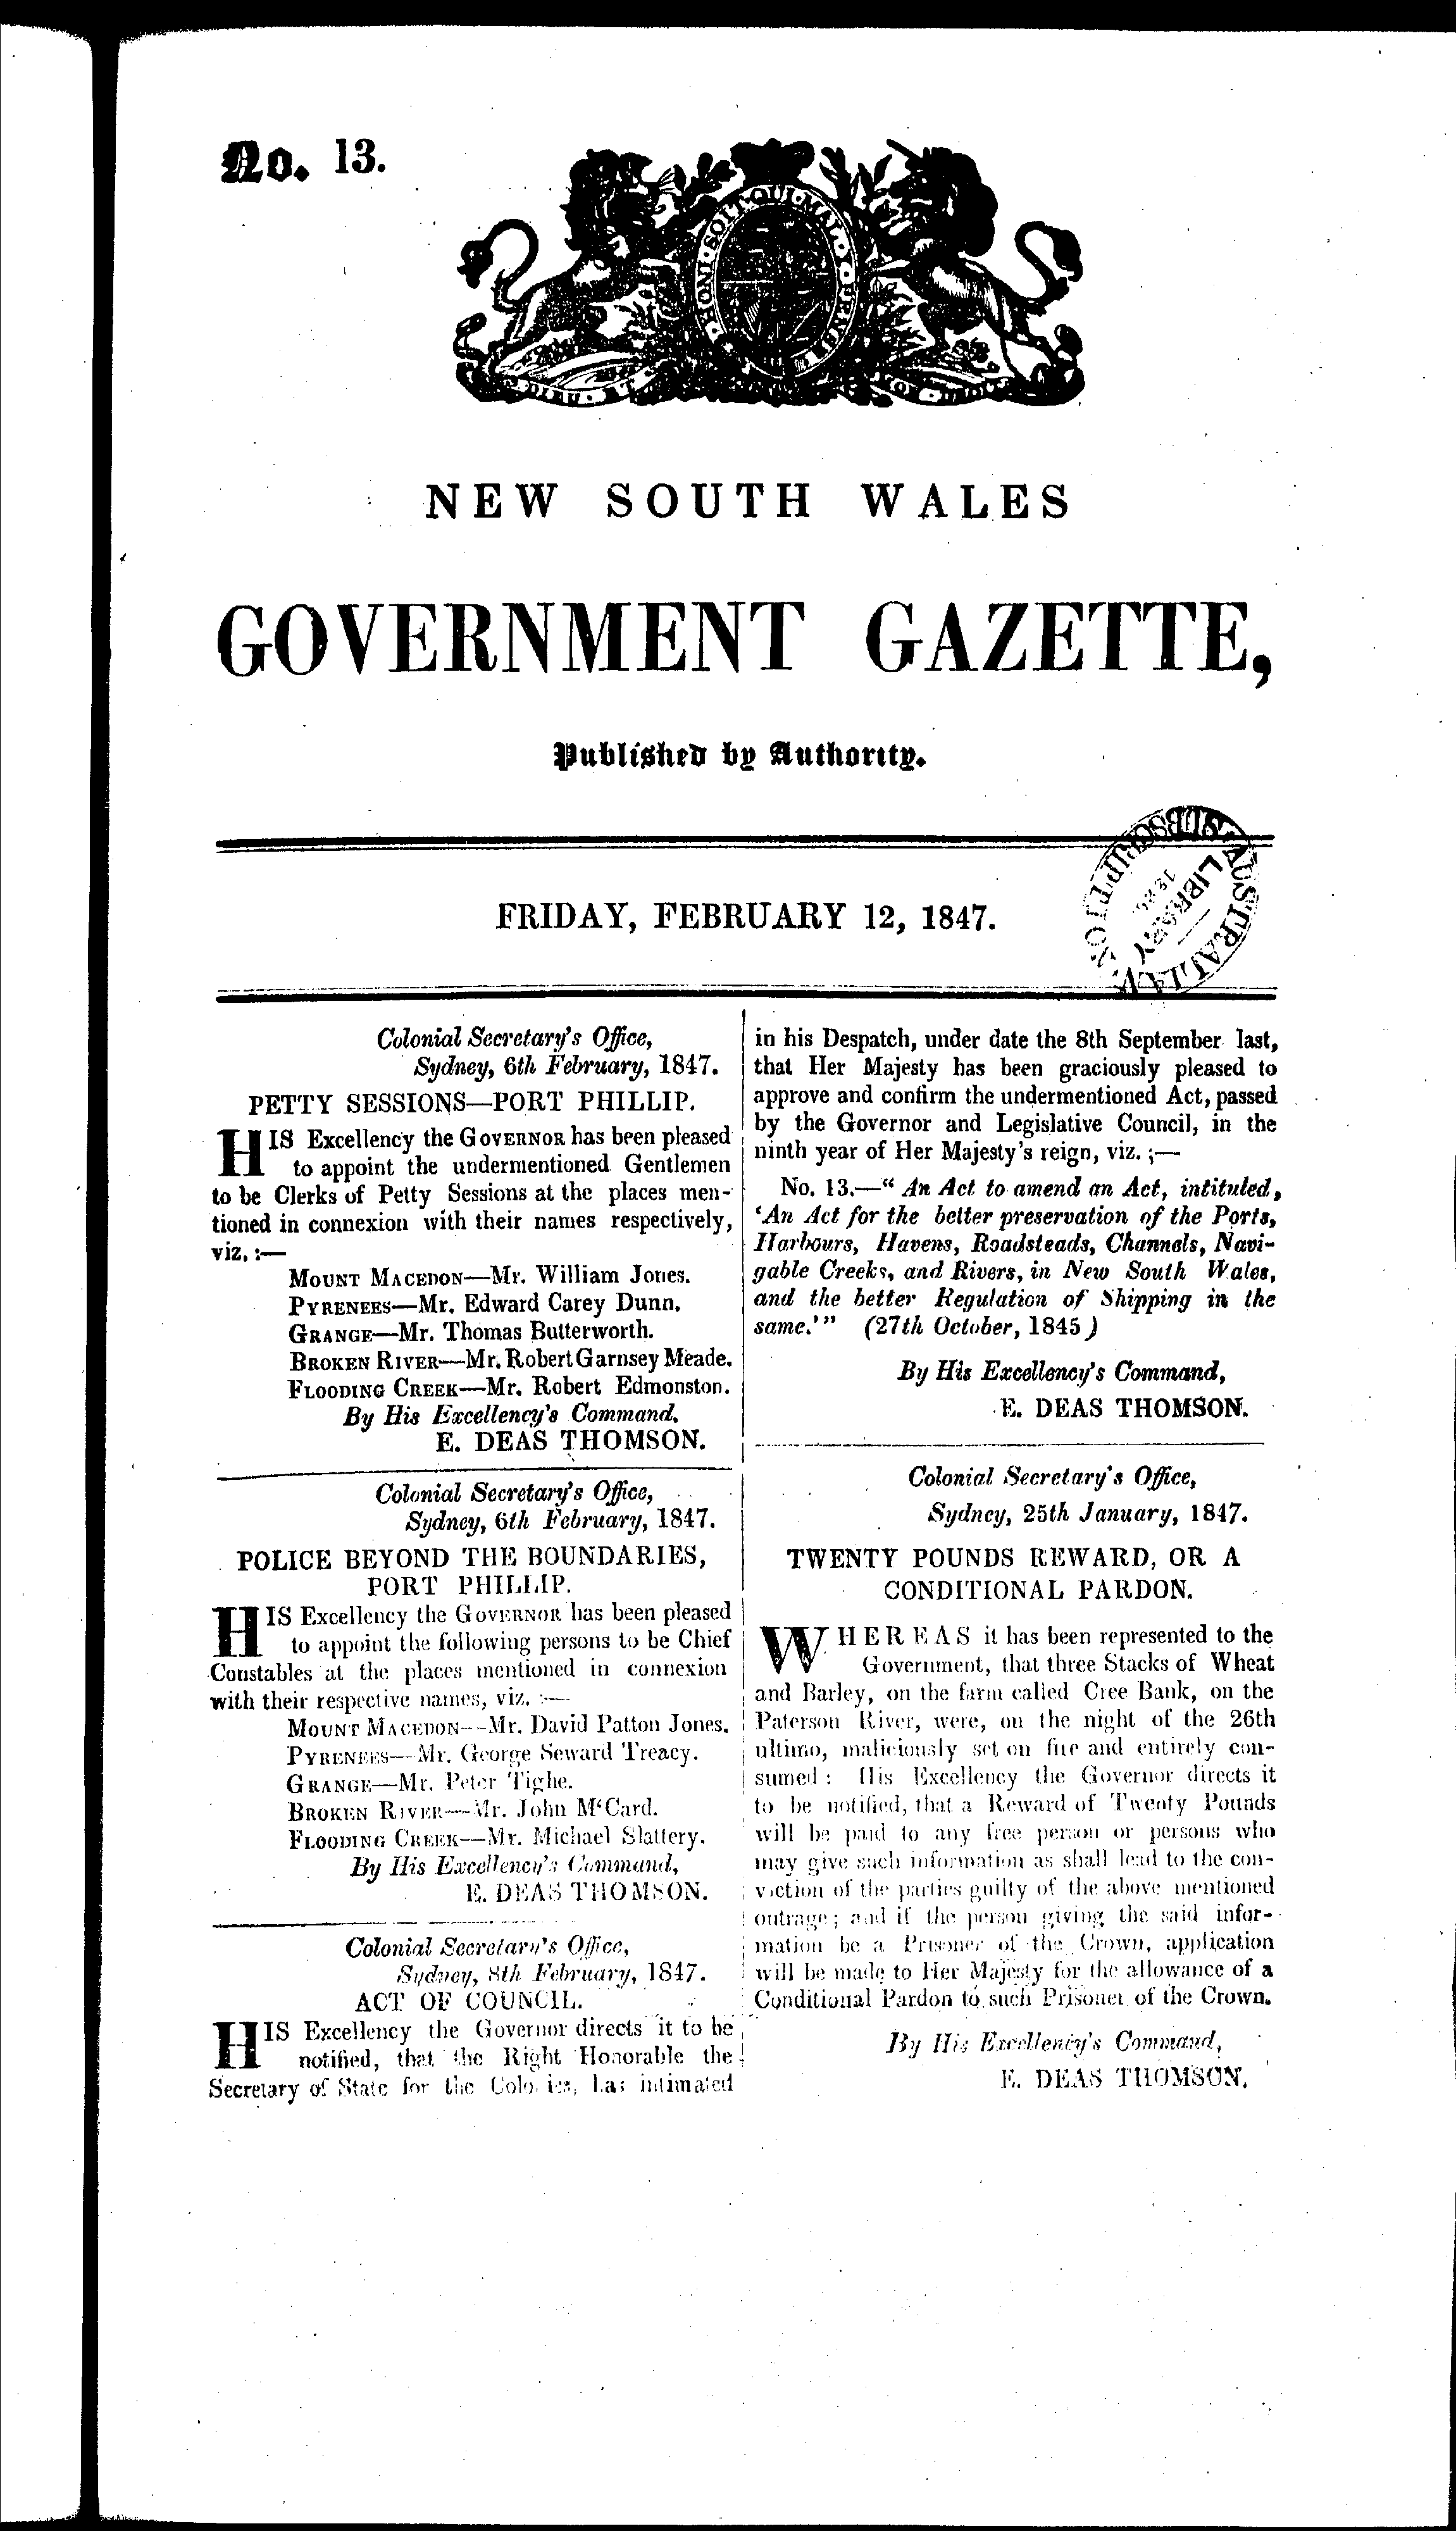 No. 13.
HONI · SOIT · QUI · MAL · Y · PENSE
DIEU · ET
NEW SOUTH WALES
GOVERNMENT GAZETTE,
Published by Authority.
AUSTRALIAN SUBSCRIPTION
LIBRARY
FRIDAY, FEBRUARY 12, 1847.
Colonial Secretary's Office,
Sydney, 6th February, 1847.
PETTY SESSIONS—PORT PHILLIP.
HIS Excellency the GOVERNOR has been pleased
to appoint the undermentioned Gentlemen
to be Clerks of Petty Sessions at the places men-
tioned in connexion with their names respectively,
viz. :—
MOUNT MACEDON—Mr. William Jones.
PYRENEES—Mr. Edward Carey Dunn.
GRANGE—Mr. Thomas Butterworth.
BROKEN RIVER—Mr. Robert Garnsey Meade.
FLOODING CREEK—Mr. Robert Edmonston.
By His Excellency's Command,
E. DEAS THOMSON.
Colonial Secretary's Office,
Sydney, 6th February, 1847.
POLICE BEYOND THE BOUNDARIES,
PORT PHILLIP.
HIS Excellency the GOVERNOR has been pleased
to appoint the following persons to be Chief
Constables at the places mentioned in connexion
with their respective names, viz. :—
MOUNT MACEDON--Mr. David Patton Jones.
PYRENEES—Mr. George Seward Treacy.
GRANGE—Mr. Peter Tighe.
BROKEN RIVER—Mr. John M'Card.
FLOODING CREEK—Mr. Michael Slattery.
By His Excellency's Command,
E. DEAS THOMSON.
Colonial Secretary's Office,
Sydney, 8th February, 1847.
ACT OF COUNCIL.
HIS Excellency the Governor directs it to be
notified, that the Right Honorable the
Secretary of State for the Colonies, has intimated
in his Despatch, under date the 8th September last,
that Her Majesty has been graciously pleased to
approve and confirm the undermentioned Act, passed
by the Governor and Legislative Council, in the
ninth year of Her Majesty's reign, viz. ;—
No. 13.—" An Act to amend an Act, intituled,
'An Act for the better preservation of the Ports,
Harbours, Havens, Roadsteads, Channels, Navi-
gable Creeks, and Rivers, in New South Wales,
and the better Regulation of Shipping in the
same.'" (27th October, 1845)
By His Excellency's Command,
E. DEAS THOMSON.
Colonial Secretary's Office,
Sydney, 25th January, 1847.
TWENTY POUNDS REWARD, OR A
CONDITIONAL PARDON.
WHEREAS it has been represented to the
Government, that three Stacks of Wheat
and Barley, on the farm called Cree Bank, on the
Paterson River, were, on the night of the 26th
ultimo, maliciously set on fire and entirely con-
sumed : His Excellency the Governor directs it
to be notified, that a Reward of Twenty Pounds
will be paid to any free person or persons who
may give such information as shall lead to the con-
viction of the parties guilty of the above mentioned
outrage ; and if the person giving the said infor-
mation be a Prisoner of the Crown, application
will be made to Her Majesty for the allowance of a
Conditional Pardon to such Prisoner of the Crown.
By His Excellency's Command,
E. DEAS THOMSON.